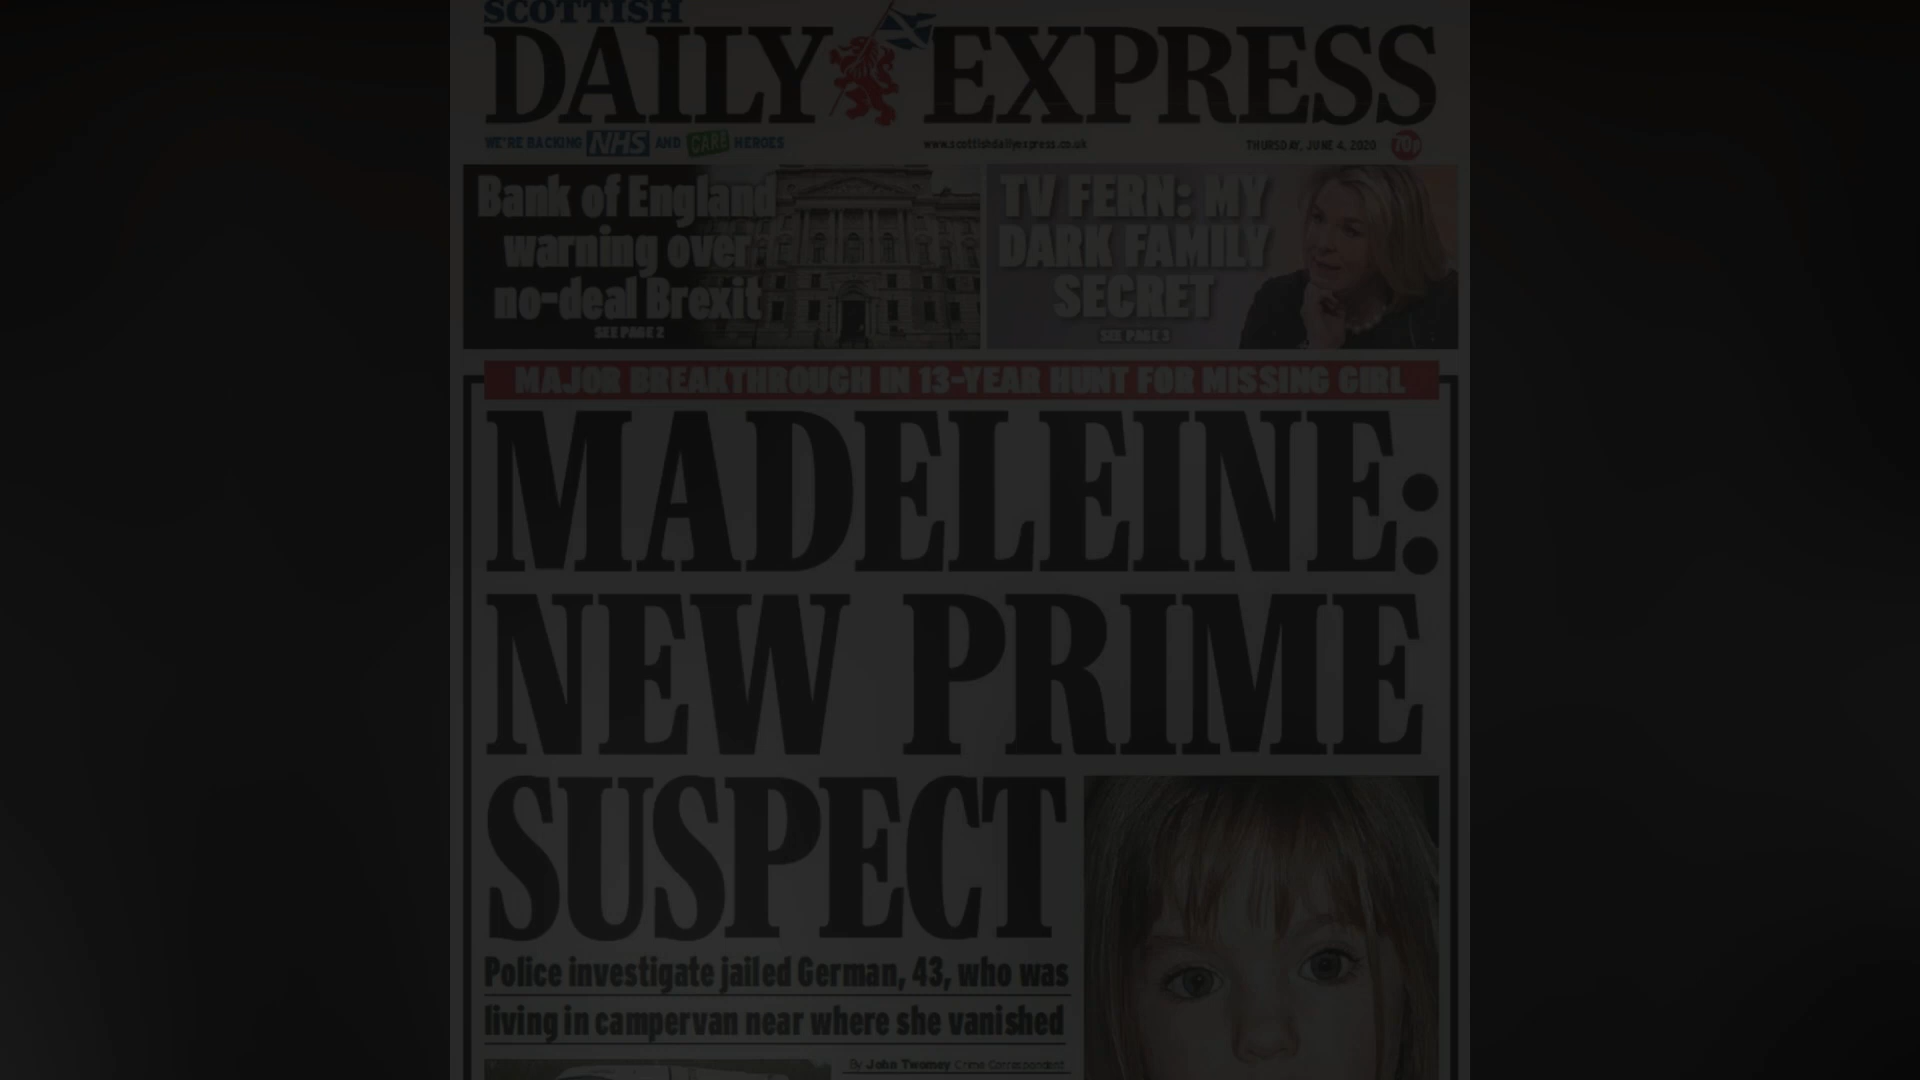 SCOTTISH
DAILY EXPRESS
WE'RE BACKING NHS AND CARE HEROES
www.scottishdailyexpress.co.uk
THURSDAY, JUNE 4, 2020
70p
Bank of England
warning over
no-deal Brexit
SEE PAGE 2
TV FERN: MY
DARK FAMILY
SECRET
SEE PAGE 3
MAJOR BREAKTHROUGH IN 13-YEAR HUNT FOR MISSING GIRL
MADELEINE:
NEW PRIME
SUSPECT
Police investigate jailed German, 43, who was
living in campervan near where she vanished
By John Twomey Crime Correspondent